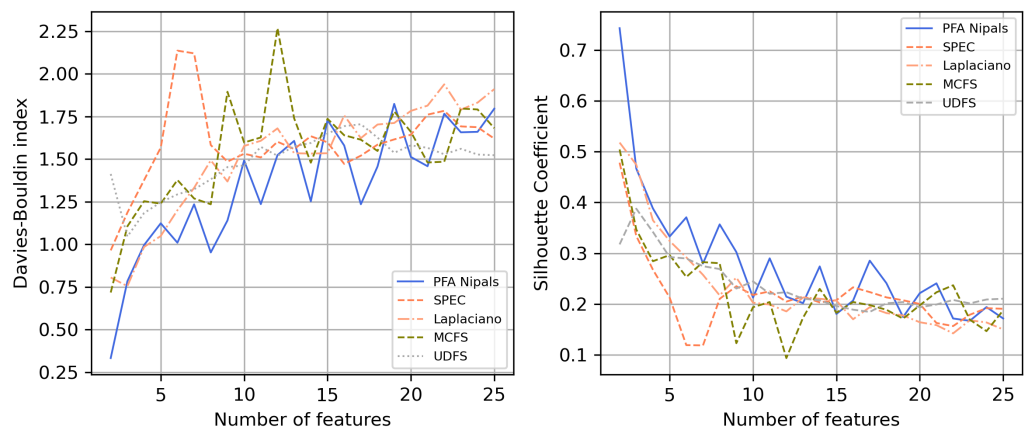 2.25
2.00
1.75
1.50
1.25
1.00
0.75
0.50
0.25
Davies-Bouldin index
5
10
15
20
25
Number of features
PFA Nipals
SPEC
Laplaciano
MCFS
UDFS
0.7
0.6
0.5
0.4
0.3
0.2
0.1
Silhouette Coefficient
5
10
15
20
25
Number of features
PFA Nipals
SPEC
Laplaciano
MCFS
UDFS